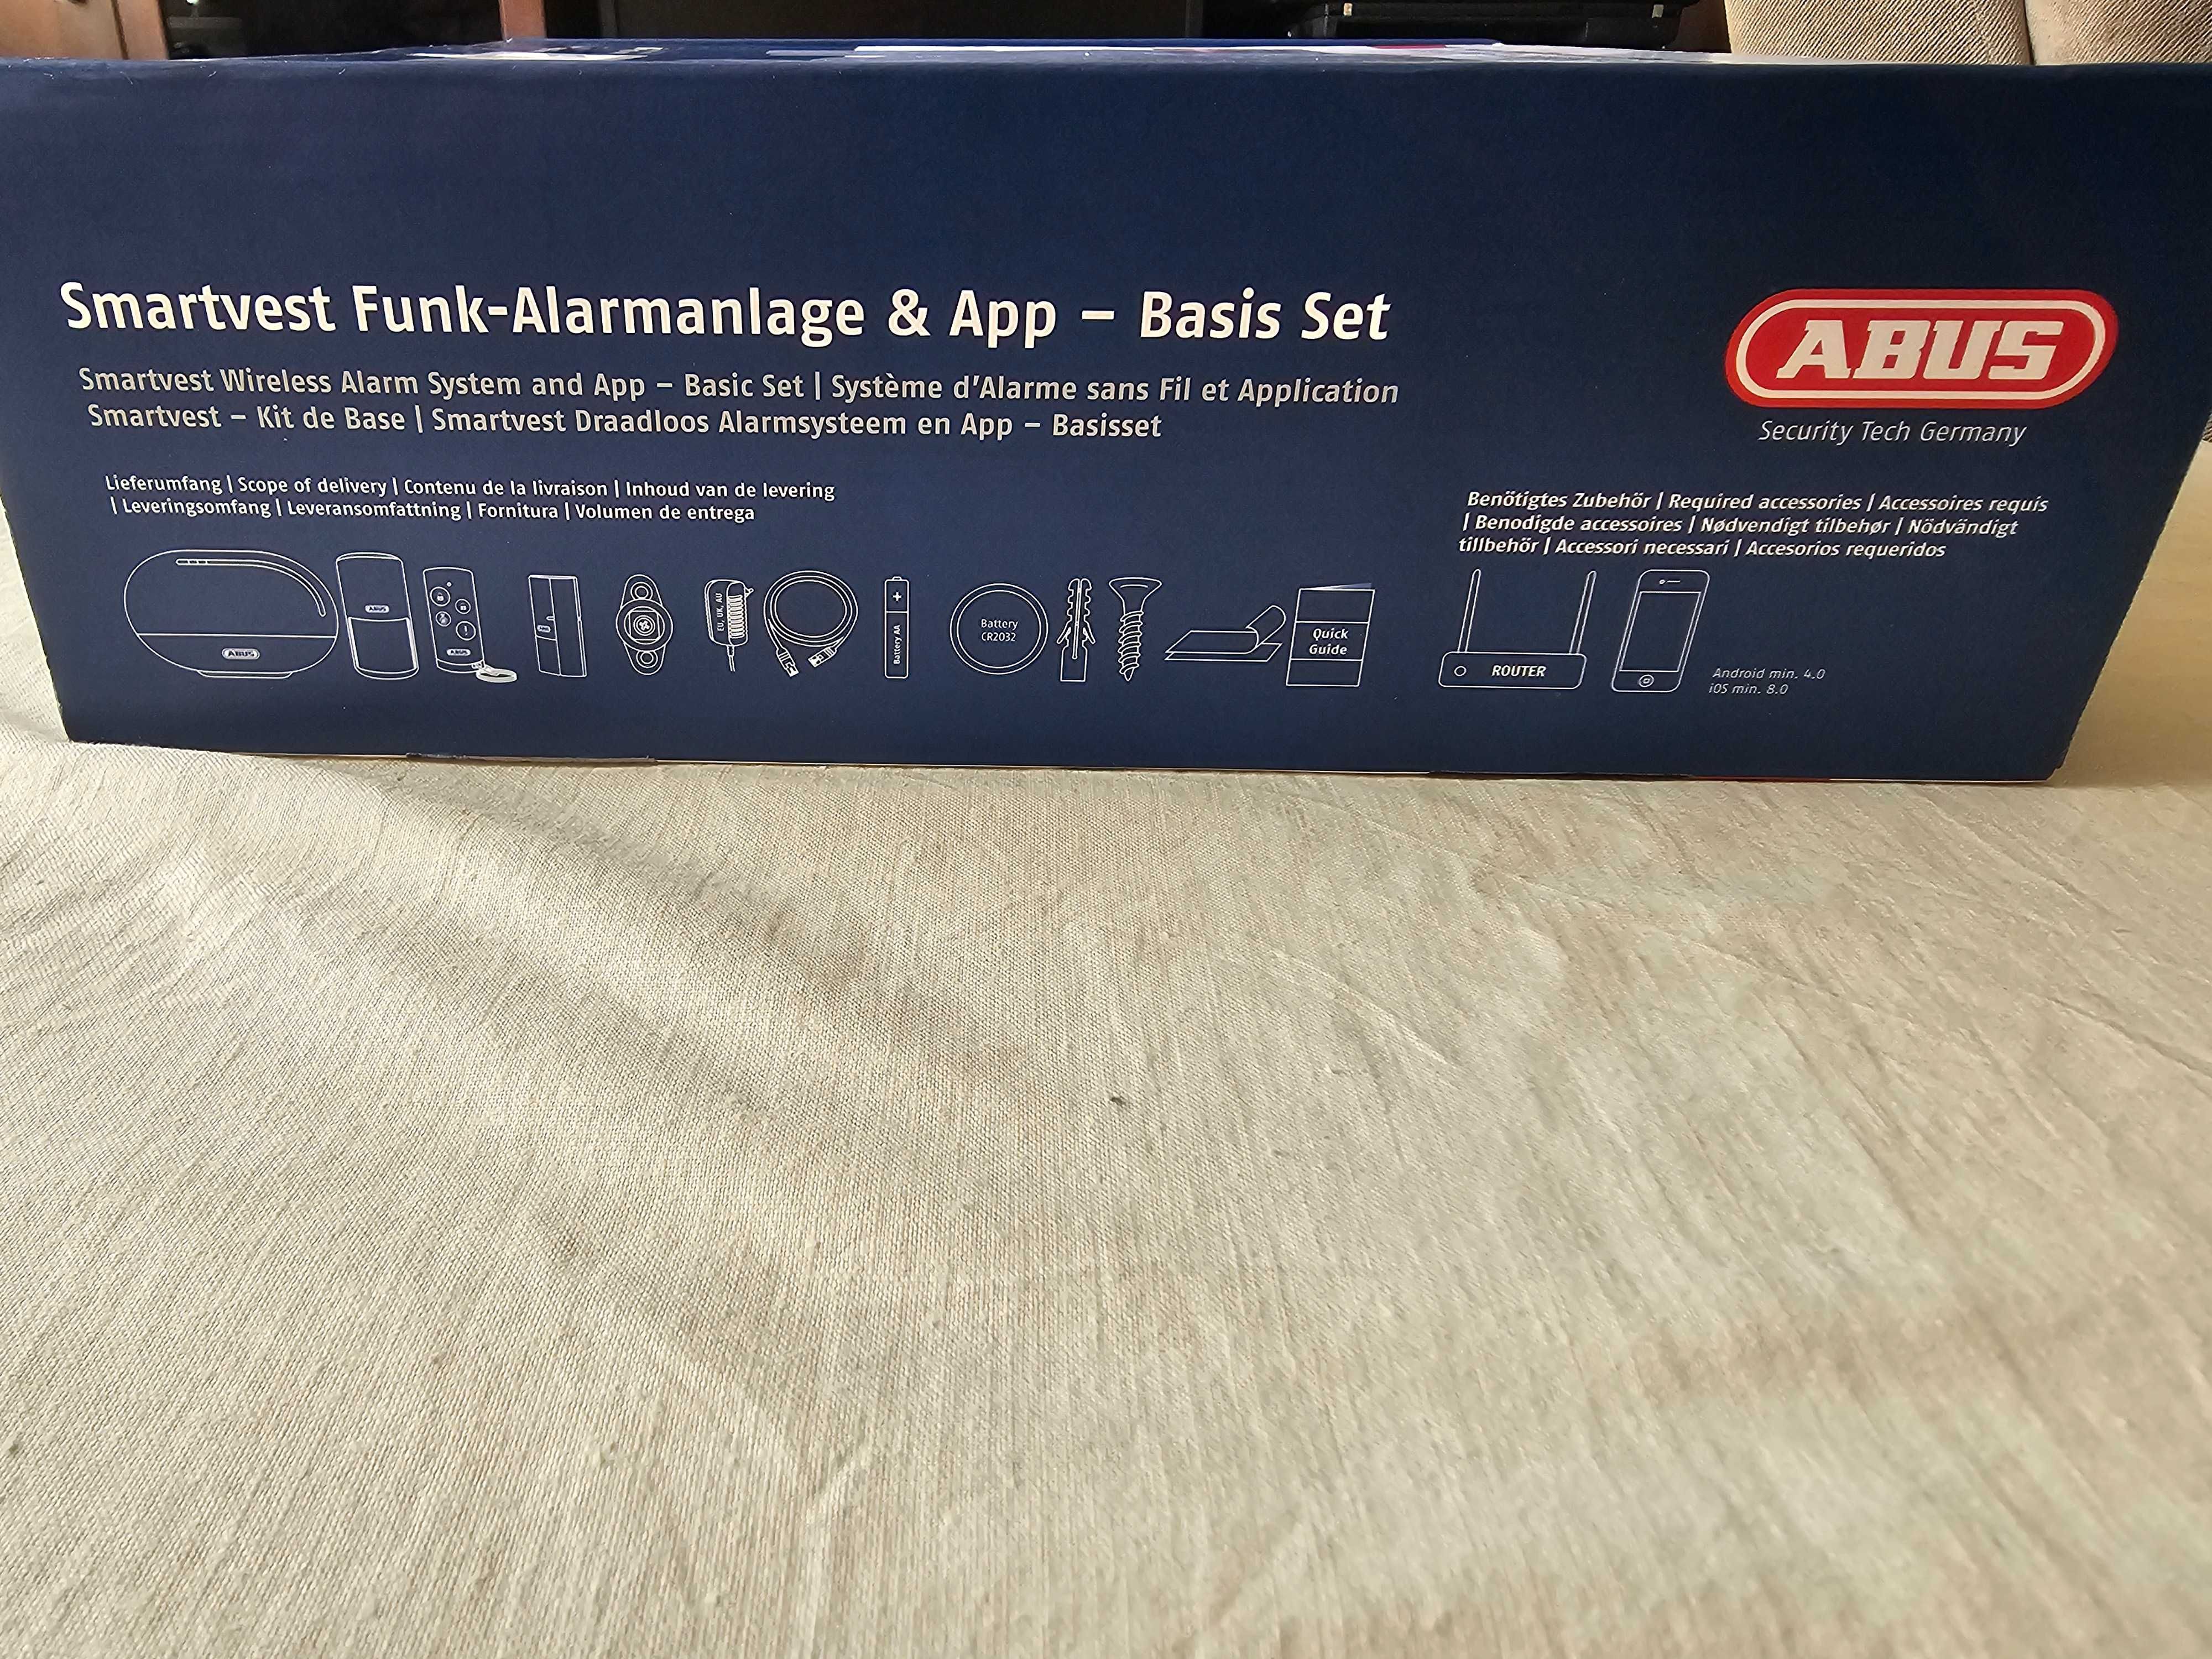 Smartvest Funk-Alarmanlage & App – Basis Set
Smartvest Wireless Alarm System and App – Basic Set | Système d'Alarme sans Fil et Application
Smartvest – Kit de Base | Smartvest Draadloos Alarmsysteem en App – Basisset
ABUS
Security Tech Germany
Lieferumfang | Scope of delivery | Contenu de la livraison | Inhoud van de levering
| Leveringsomfang | Leveransomfattning | Fornitura | Volumen de entrega
ABUS
ABUS
ABUS
EU, UK, AU
+
Battery AA
Battery
CR2032
Quick
Guide
Benötigtes Zubehör | Required accessories | Accessoires requis
| Benodigde accessoires | Nødvendigt tilbehør | Nödvändigt
tillbehör | Accessori necessari | Accesorios requeridos
ROUTER
Android min. 4.0
iOS min. 8.0